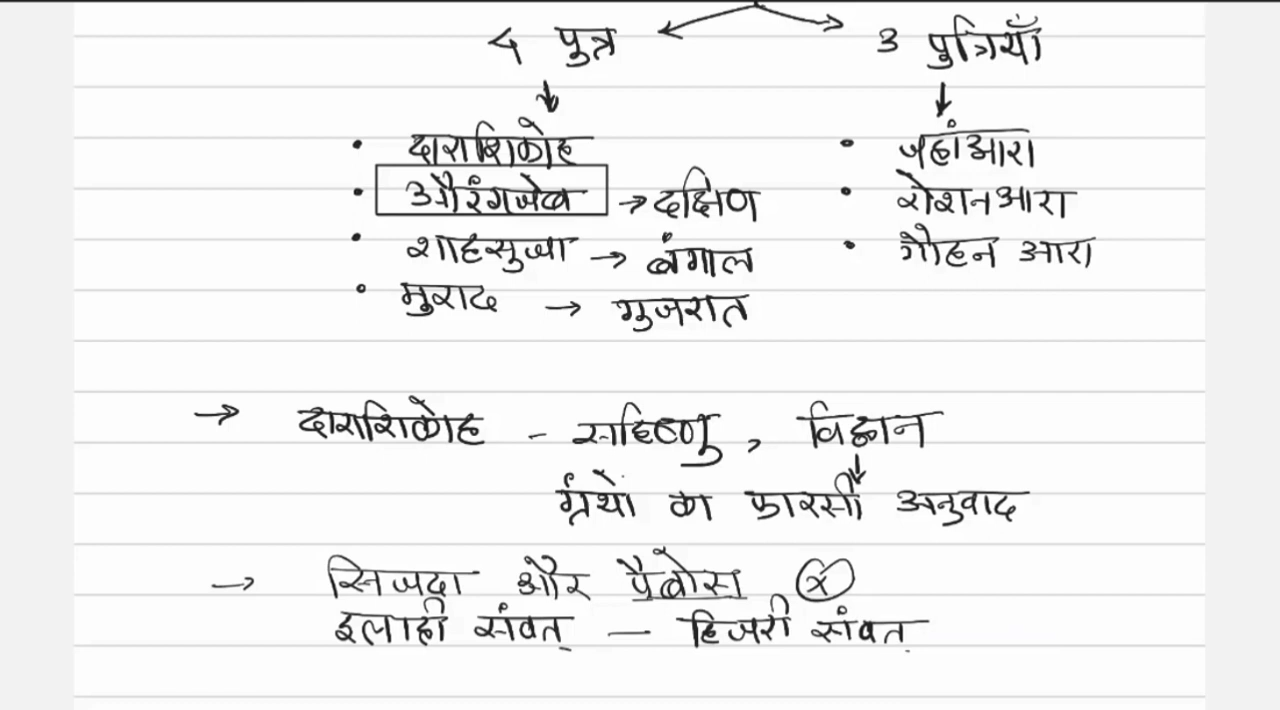 4 पुत्र 3 पुत्रियाँ
• दाराशिकोह • जहांआरा
• औरंगजेब → दक्षिण • रोशनआरा
• शाहसुजा → बंगाल • गौहन आरा
• मुराद → गुजरात
→ दाराशिकोह - सहिष्णु, विद्वान
ग्रंथों का फारसी अनुवाद
→ सिजदा और पैबोस ✗
इलाही संवत् — हिजरी संवत्